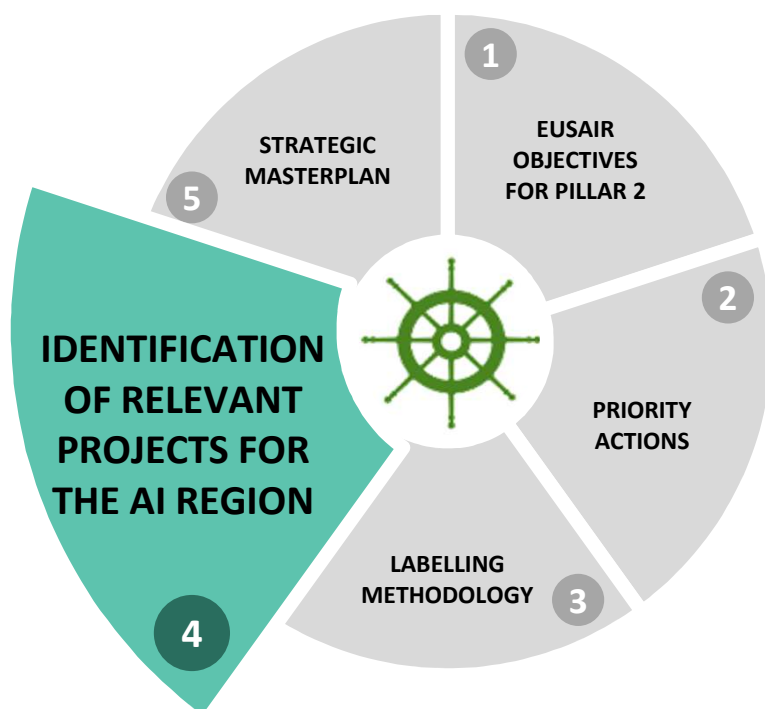 1
EUSAIR
OBJECTIVES
FOR PILLAR 2
2
PRIORITY
ACTIONS
LABELLING
METHODOLOGY
3
IDENTIFICATION
OF RELEVANT
PROJECTS FOR
THE AI REGION
4
STRATEGIC
MASTERPLAN
5